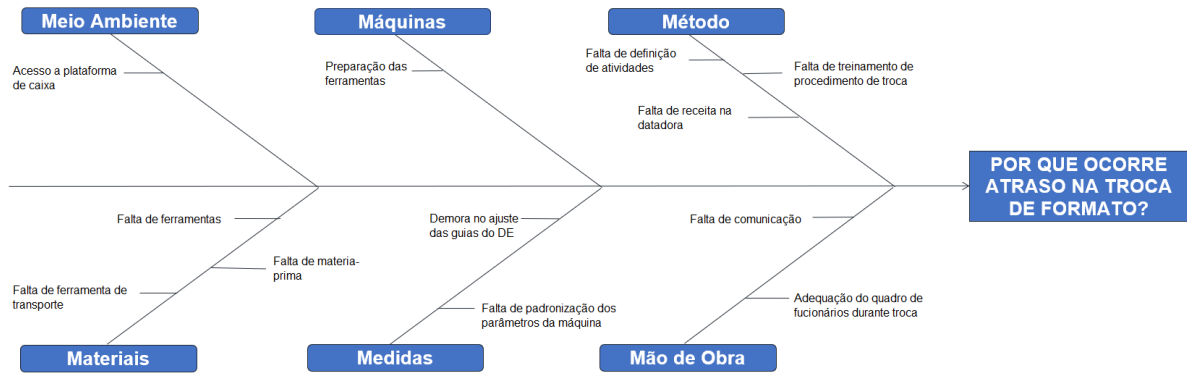 Meio Ambiente
Máquinas
Método
Acesso a plataforma
de caixa
Preparação das
ferramentas
Falta de definição
de atividades
Falta de treinamento de
procedimento de troca
Falta de receita na
datadora
POR QUE OCORRE
ATRASO NA TROCA
DE FORMATO?
Falta de ferramentas
Falta de materia-
prima
Falta de ferramenta de
transporte
Demora no ajuste
das guias do DE
Falta de padronização dos
parâmetros da máquina
Falta de comunicação
Adequação do quadro de
fucionários durante troca
Materiais
Medidas
Mão de Obra